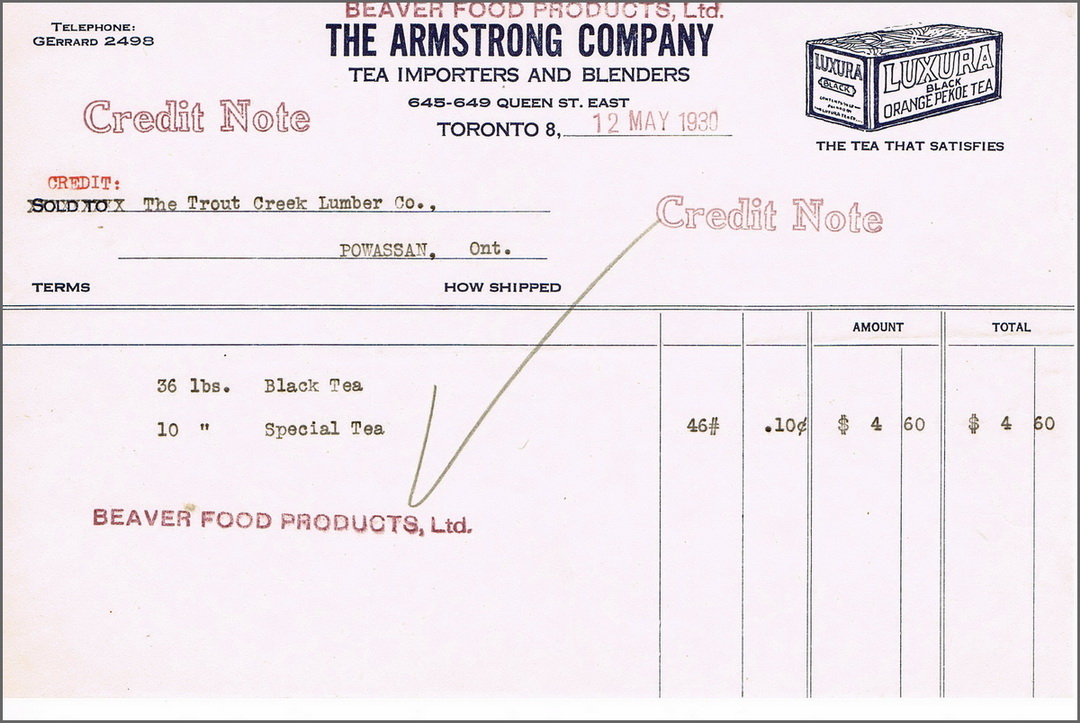 BEAVER FOOD PRODUCTS, Ltd.
TELEPHONE:
GERRARD 2498
THE ARMSTRONG COMPANY
TEA IMPORTERS AND BLENDERS
645-649 QUEEN ST. EAST
TORONTO 8, 12 MAY 1930
LUXURA
BLACK
LUXURA
BLACK
ORANGE PEKOE TEA
THE TEA THAT SATISFIES
Credit Note
CREDIT:
SOLD TO The Trout Creek Lumber Co.,
Credit Note
POWASSAN, Ont.
TERMS HOW SHIPPED
AMOUNT TOTAL
36 lbs. Black Tea
10 " Special Tea 46# .10¢ $ 4 60 $ 4 60
BEAVER FOOD PRODUCTS, Ltd.